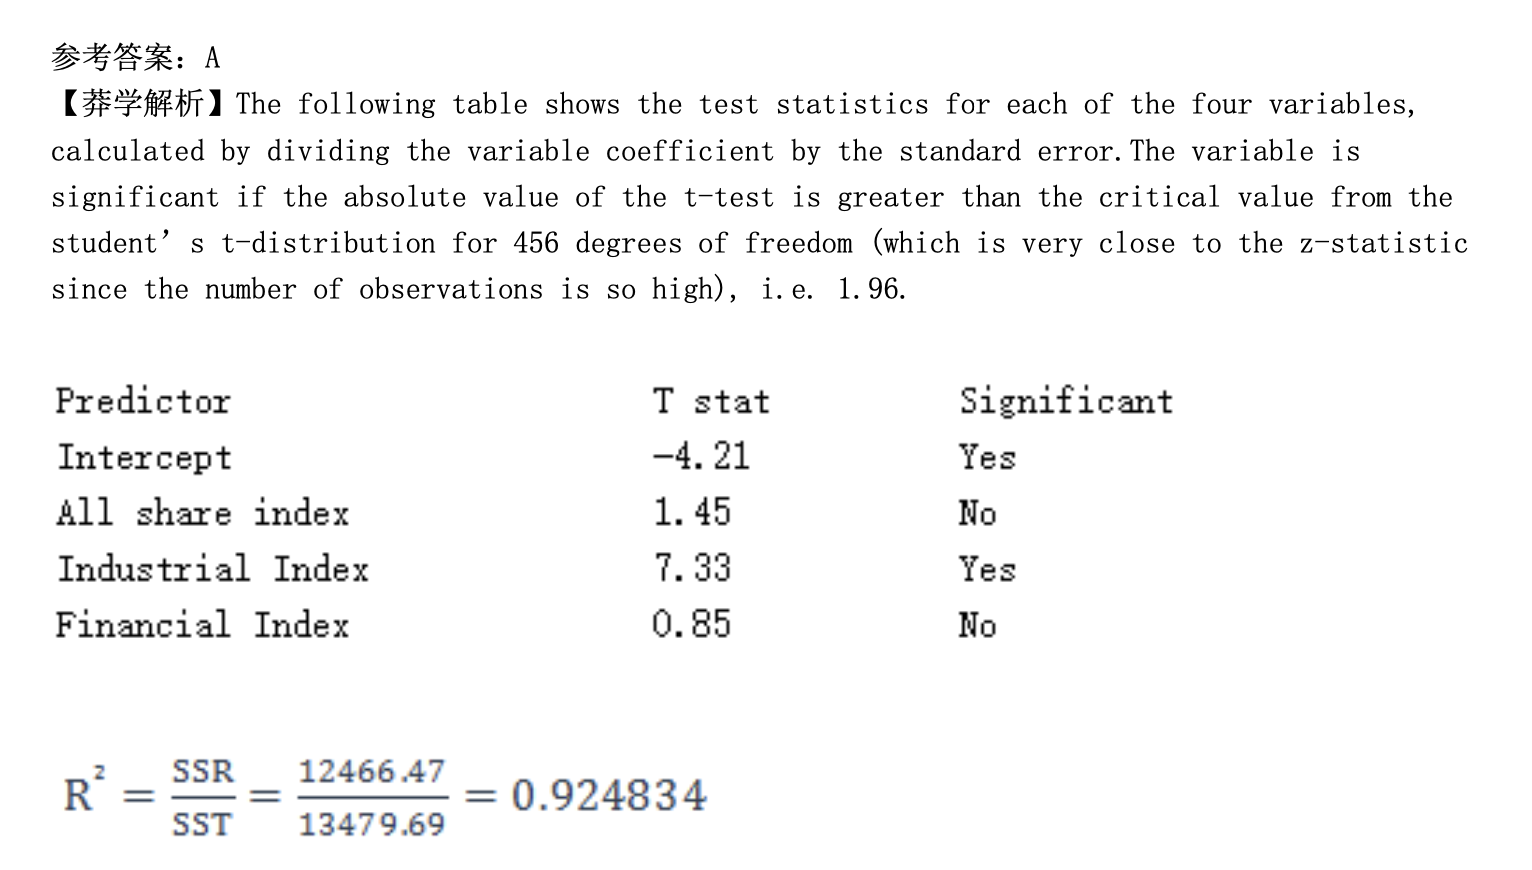 参考答案：A
【莽学解析】The following table shows the test statistics for each of the four variables,
calculated by dividing the variable coefficient by the standard error.The variable is
significant if the absolute value of the t-test is greater than the critical value from the
student’s t-distribution for 456 degrees of freedom (which is very close to the z-statistic
since the number of observations is so high), i.e. 1.96.
Predictor T stat Significant
Intercept -4.21 Yes
All share index 1.45 No
Industrial Index 7.33 Yes
Financial Index 0.85 No
R² = SSR/SST = 12466.47/13479.69 = 0.924834